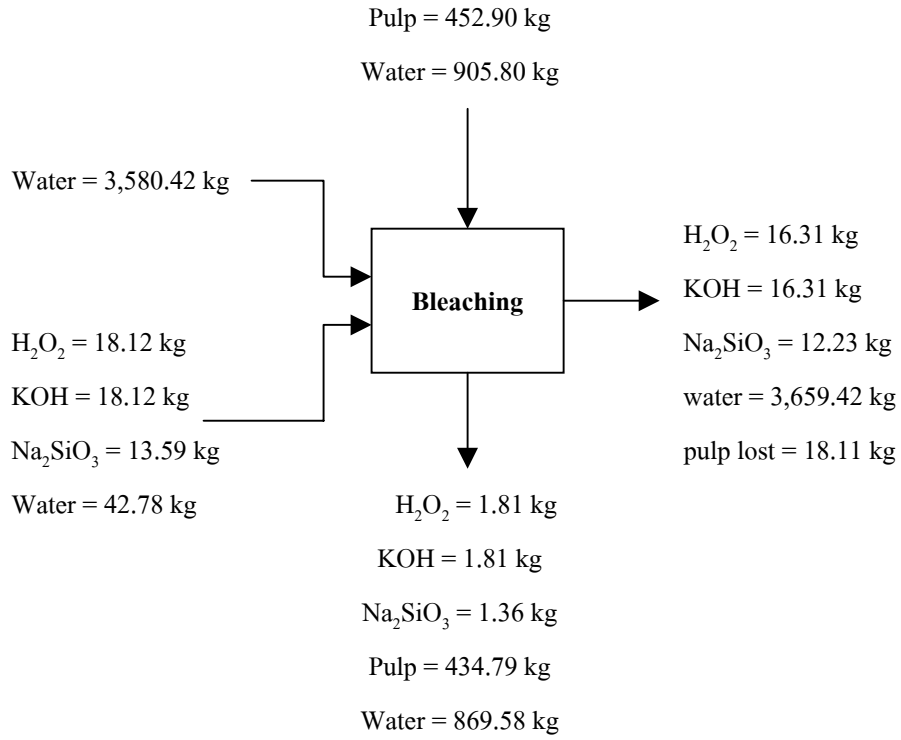 Pulp = 452.90 kg
Water = 905.80 kg
Water = 3,580.42 kg
H₂O₂ = 18.12 kg
KOH = 18.12 kg
Na₂SiO₃ = 13.59 kg
Water = 42.78 kg
Bleaching
H₂O₂ = 16.31 kg
KOH = 16.31 kg
Na₂SiO₃ = 12.23 kg
water = 3,659.42 kg
pulp lost = 18.11 kg
H₂O₂ = 1.81 kg
KOH = 1.81 kg
Na₂SiO₃ = 1.36 kg
Pulp = 434.79 kg
Water = 869.58 kg